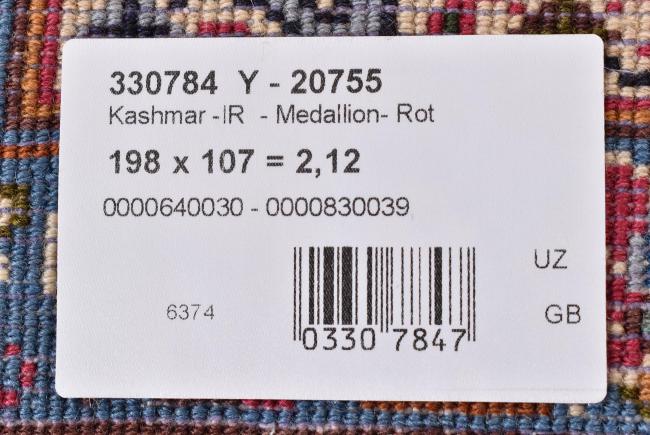 330784 Y - 20755
Kashmar -IR - Medallion- Rot
198 x 107 = 2,12
0000640030 - 0000830039
UZ
6374
GB
0330 7847